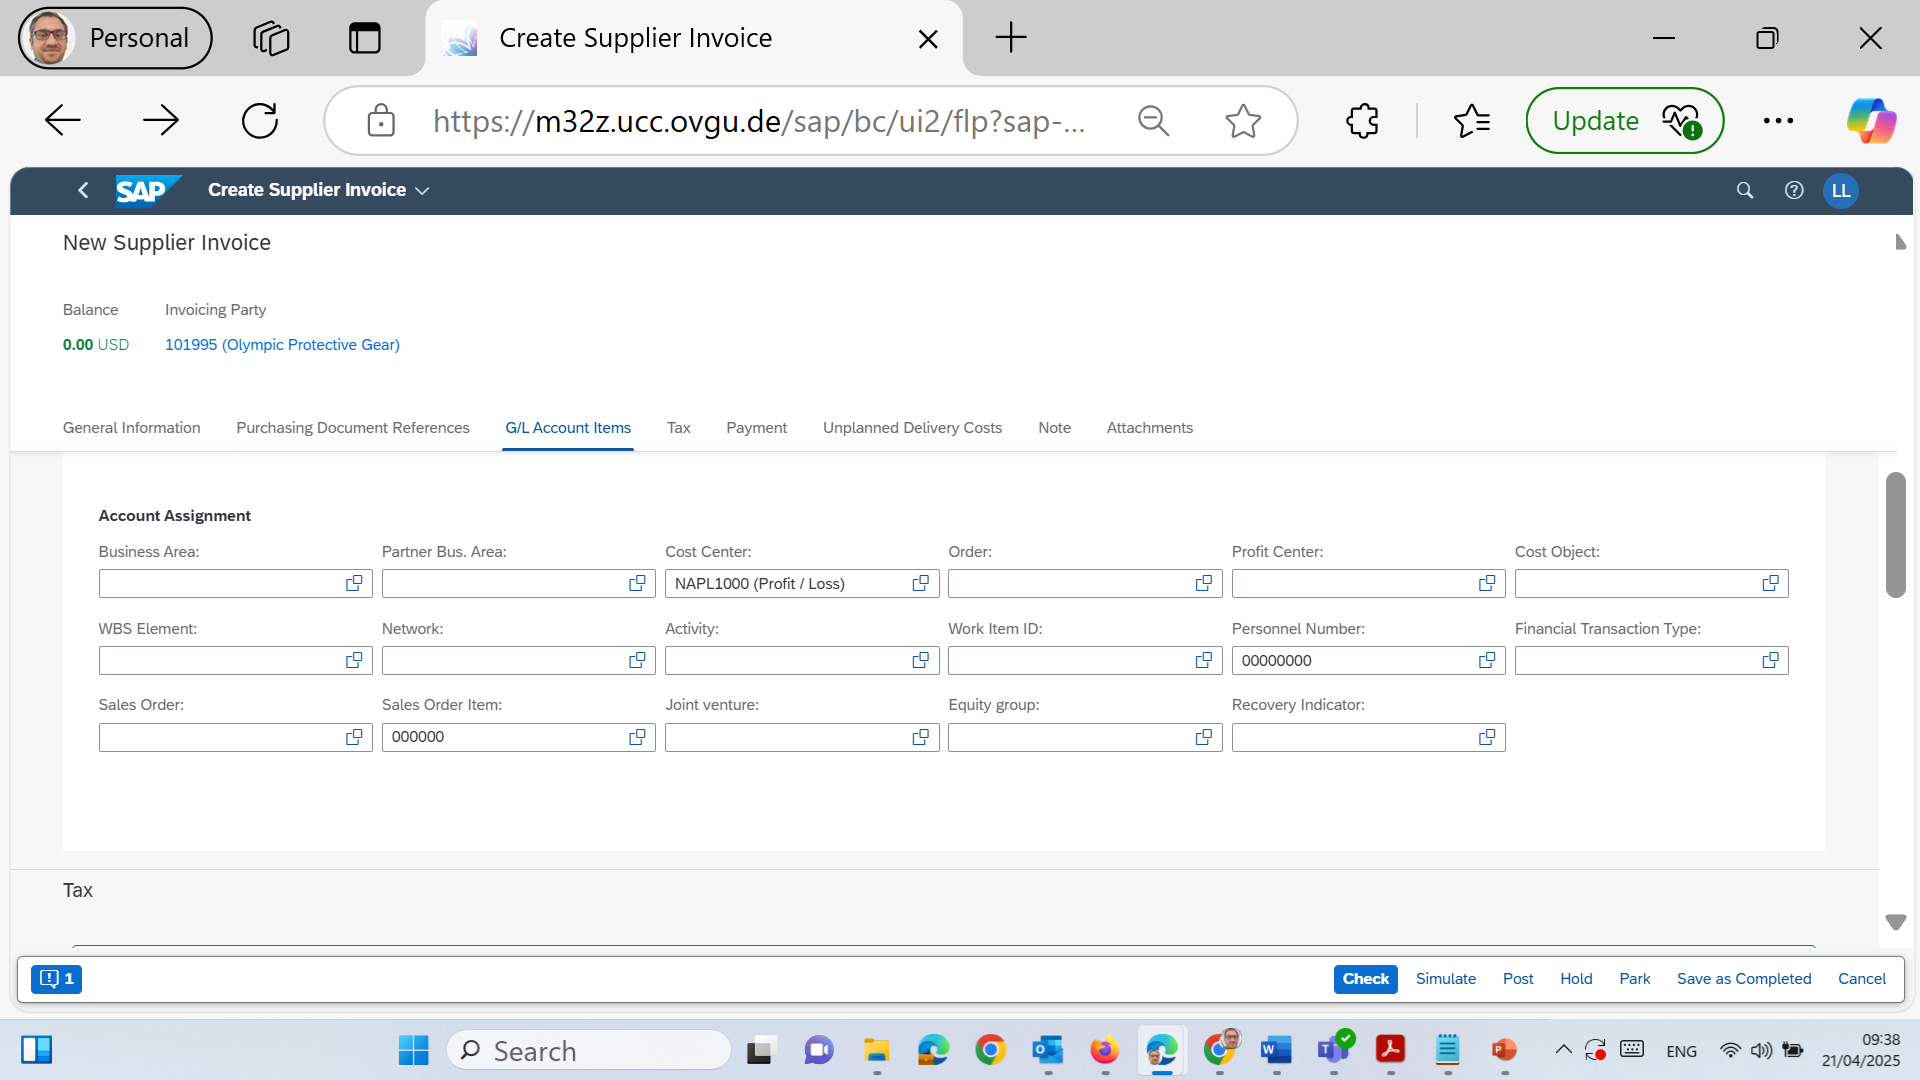 Personal
Create Supplier Invoice
https://m32z.ucc.ovgu.de/sap/bc/ui2/flp?sap-...
Update
SAP
Create Supplier Invoice
LL
New Supplier Invoice
Balance
Invoicing Party
0.00 USD
101995 (Olympic Protective Gear)
General Information
Purchasing Document References
G/L Account Items
Tax
Payment
Unplanned Delivery Costs
Note
Attachments
Account Assignment
Business Area:
Partner Bus. Area:
Cost Center:
Order:
Profit Center:
Cost Object:
NAPL1000 (Profit / Loss)
WBS Element:
Network:
Activity:
Work Item ID:
Personnel Number:
Financial Transaction Type:
00000000
Sales Order:
Sales Order Item:
Joint venture:
Equity group:
Recovery Indicator:
000000
Tax
1
Check
Simulate
Post
Hold
Park
Save as Completed
Cancel
Search
ENG
09:38
21/04/2025